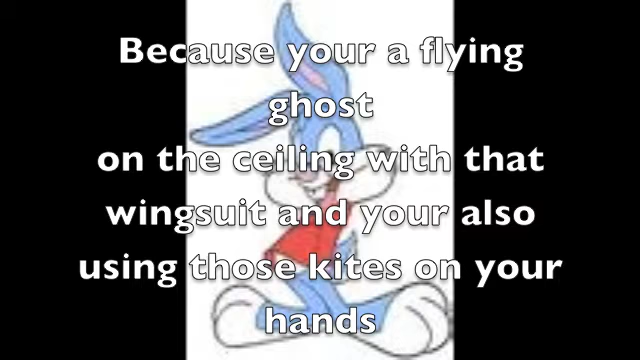 Because your a flying
ghost
on the ceiling with that
wingsuit and your also
using those kites on your
hands